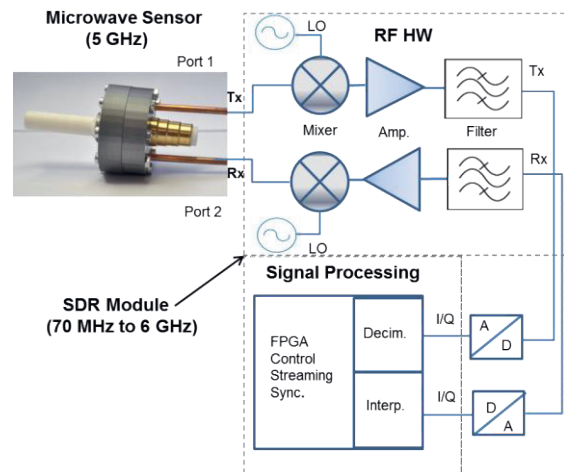 Microwave Sensor
(5 GHz)
Port 1
Tx
Rx
Port 2
LO
RF HW
Mixer
Amp.
Filter
Tx
Rx
LO
SDR Module
(70 MHz to 6 GHz)
Signal Processing
FPGA
Control
Streaming
Sync.
Decim.
Interp.
I/Q
I/Q
A
D
D
A